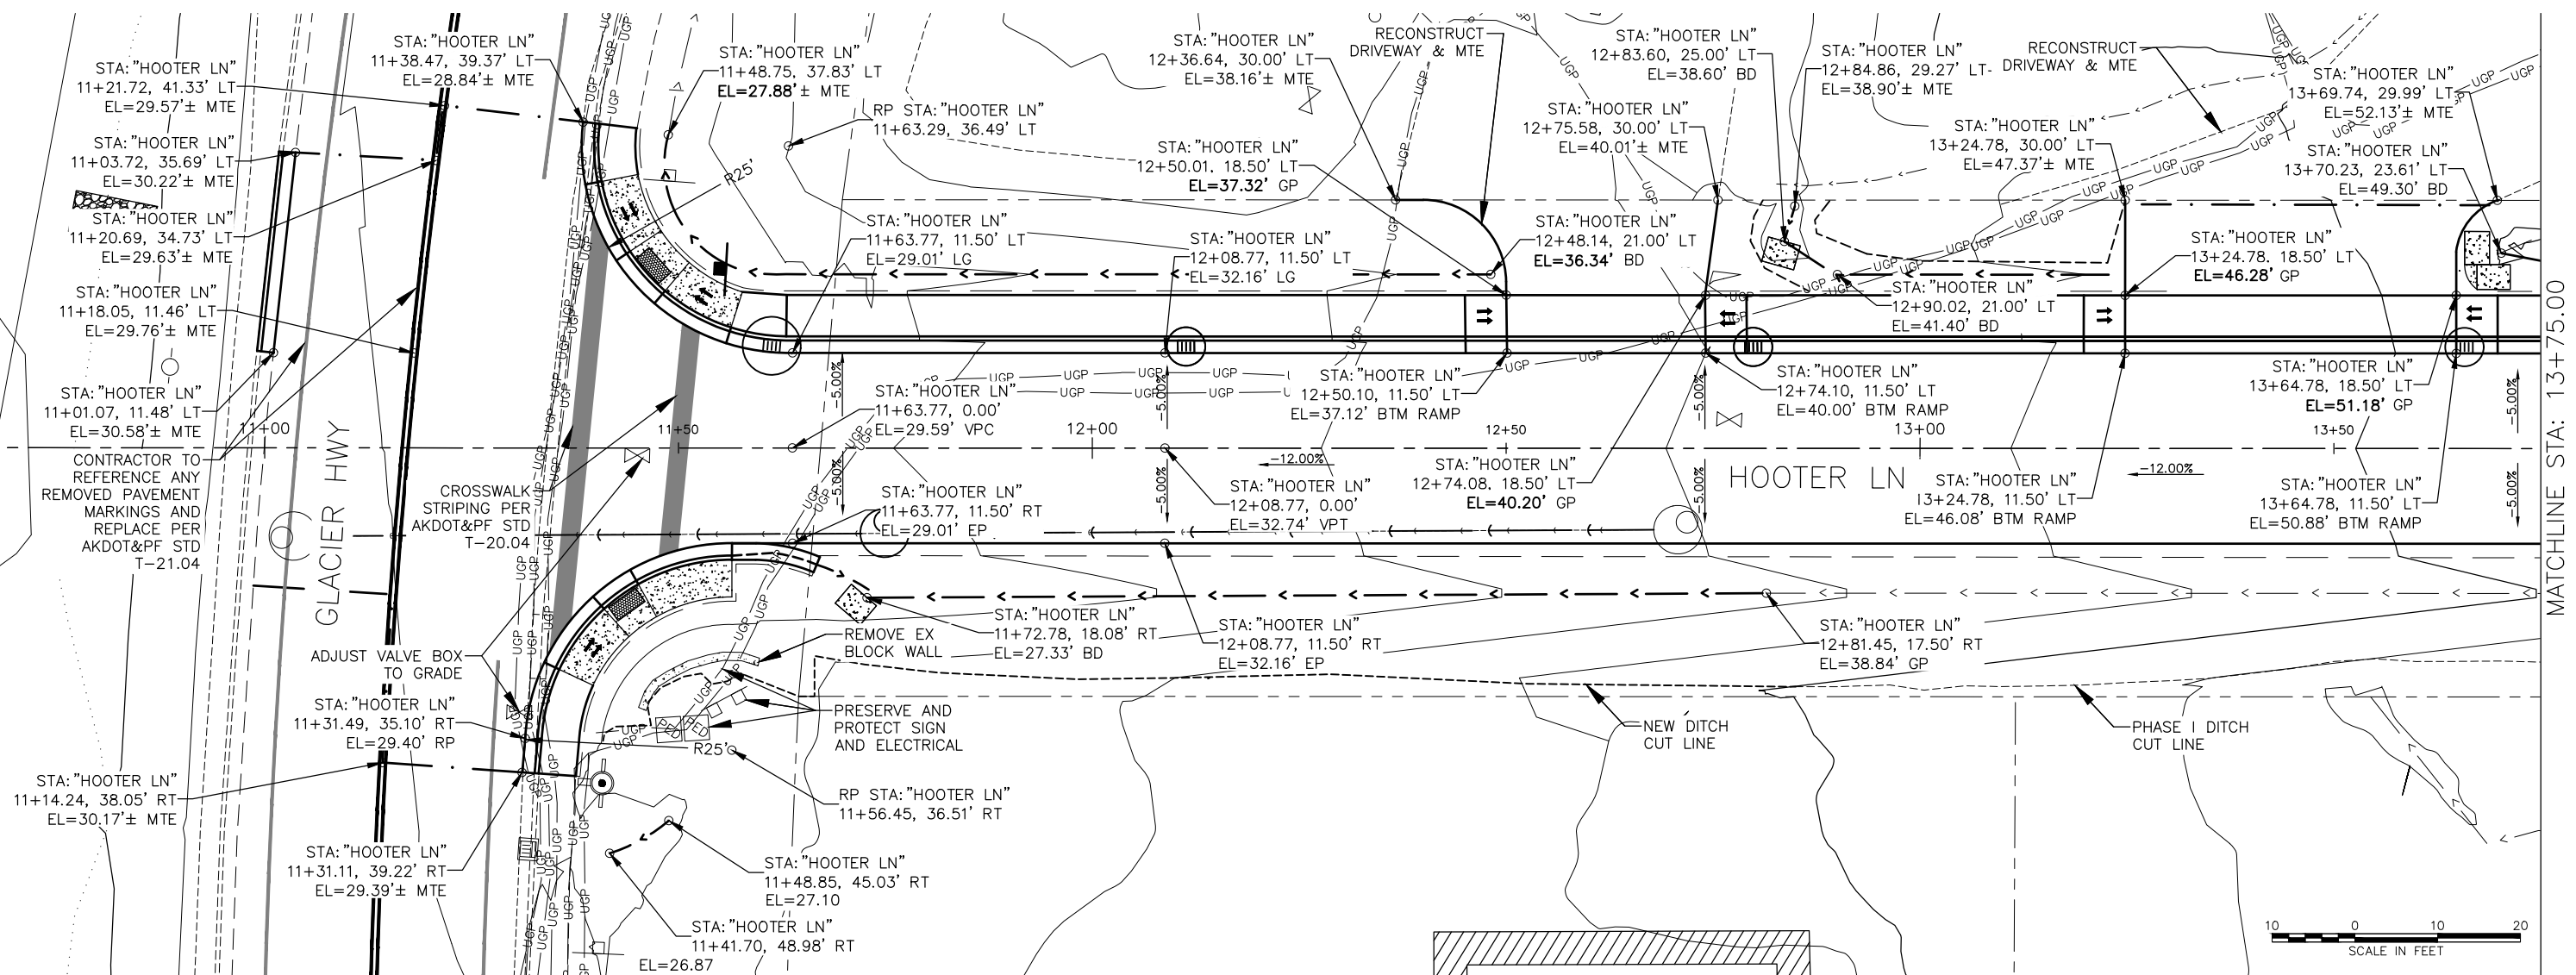 STA:"HOOTER LN"
11+21.72, 41.33' LT
EL=29.57'± MTE
STA:"HOOTER LN"
11+03.72, 35.69' LT
EL=30.22'± MTE
STA:"HOOTER LN"
11+20.69, 34.73' LT
EL=29.63'± MTE
STA:"HOOTER LN"
11+18.05, 11.46' LT
EL=29.76'± MTE
STA:"HOOTER LN"
11+01.07, 11.48' LT
EL=30.58'± MTE
11+00
CONTRACTOR TO
REFERENCE ANY
REMOVED PAVEMENT
MARKINGS AND
REPLACE PER
AKDOT&PF STD
T-21.04
GLACIER HWY
STA:"HOOTER LN"
11+38.47, 39.37' LT
EL=28.84'± MTE
STA:"HOOTER LN"
11+48.75, 37.83' LT
EL=27.88'± MTE
RP STA:"HOOTER LN"
11+63.29, 36.49' LT
R25'
STA:"HOOTER LN"
11+63.77, 11.50' LT
EL=29.01' LG
STA:"HOOTER LN"
11+63.77, 0.00'
EL=29.59' VPC
11+50
CROSSWALK
STRIPING PER
AKDOT&PF STD
T-20.04
STA:"HOOTER LN"
11+63.77, 11.50' RT
EL=29.01' EP
ADJUST VALVE BOX
TO GRADE
STA:"HOOTER LN"
11+31.49, 35.10' RT
EL=29.40' RP
STA:"HOOTER LN"
11+14.24, 38.05' RT
EL=30.17'± MTE
STA:"HOOTER LN"
11+31.11, 39.22' RT
EL=29.39'± MTE
REMOVE EX
BLOCK WALL
PRESERVE AND
PROTECT SIGN
AND ELECTRICAL
PED
PED
R25'
RP STA:"HOOTER LN"
11+56.45, 36.51' RT
STA:"HOOTER LN"
11+48.85, 45.03' RT
EL=27.10
STA:"HOOTER LN"
11+41.70, 48.98' RT
EL=26.87
STA:"HOOTER LN"
11+72.78, 18.08' RT
EL=27.33' BD
STA:"HOOTER LN"
12+08.77, 11.50' RT
EL=32.16' EP
STA:"HOOTER LN"
12+08.77, 0.00'
EL=32.74' VPT
12+00
-12.00%
STA:"HOOTER LN"
12+08.77, 11.50' LT
EL=32.16' LG
STA:"HOOTER LN"
12+36.64, 30.00' LT
EL=38.16'± MTE
RECONSTRUCT
DRIVEWAY & MTE
STA:"HOOTER LN"
12+50.01, 18.50' LT
EL=37.32' GP
STA:"HOOTER LN"
12+48.14, 21.00' LT
EL=36.34' BD
STA:"HOOTER LN"
12+50.10, 11.50' LT
EL=37.12' BTM RAMP
12+50
STA:"HOOTER LN"
12+74.08, 18.50' LT
EL=40.20' GP
STA:"HOOTER LN"
12+83.60, 25.00' LT
EL=38.60' BD
STA:"HOOTER LN"
12+75.58, 30.00' LT
EL=40.01'± MTE
STA:"HOOTER LN"
12+84.86, 29.27' LT
EL=38.90'± MTE
RECONSTRUCT
DRIVEWAY & MTE
STA:"HOOTER LN"
13+24.78, 30.00' LT
EL=47.37'± MTE
STA:"HOOTER LN"
12+90.02, 21.00' LT
EL=41.40' BD
STA:"HOOTER LN"
12+74.10, 11.50' LT
EL=40.00' BTM RAMP
13+00
HOOTER LN
STA:"HOOTER LN"
13+24.78, 11.50' LT
EL=46.08' BTM RAMP
-12.00%
STA:"HOOTER LN"
13+69.74, 29.99' LT
EL=52.13'± MTE
STA:"HOOTER LN"
13+70.23, 23.61' LT
EL=49.30' BD
STA:"HOOTER LN"
13+24.78, 18.50' LT
EL=46.28' GP
STA:"HOOTER LN"
13+64.78, 18.50' LT
EL=51.18' GP
13+50
STA:"HOOTER LN"
13+64.78, 11.50' LT
EL=50.88' BTM RAMP
-5.00%
-5.00%
-5.00%
-5.00%
-5.00%
-5.00%
-5.00%
-5.00%
STA:"HOOTER LN"
12+81.45, 17.50' RT
EL=38.84' GP
NEW DITCH
CUT LINE
PHASE I DITCH
CUT LINE
UGP
MATCHLINE STA: 13+75.00
10 0 10 20
SCALE IN FEET